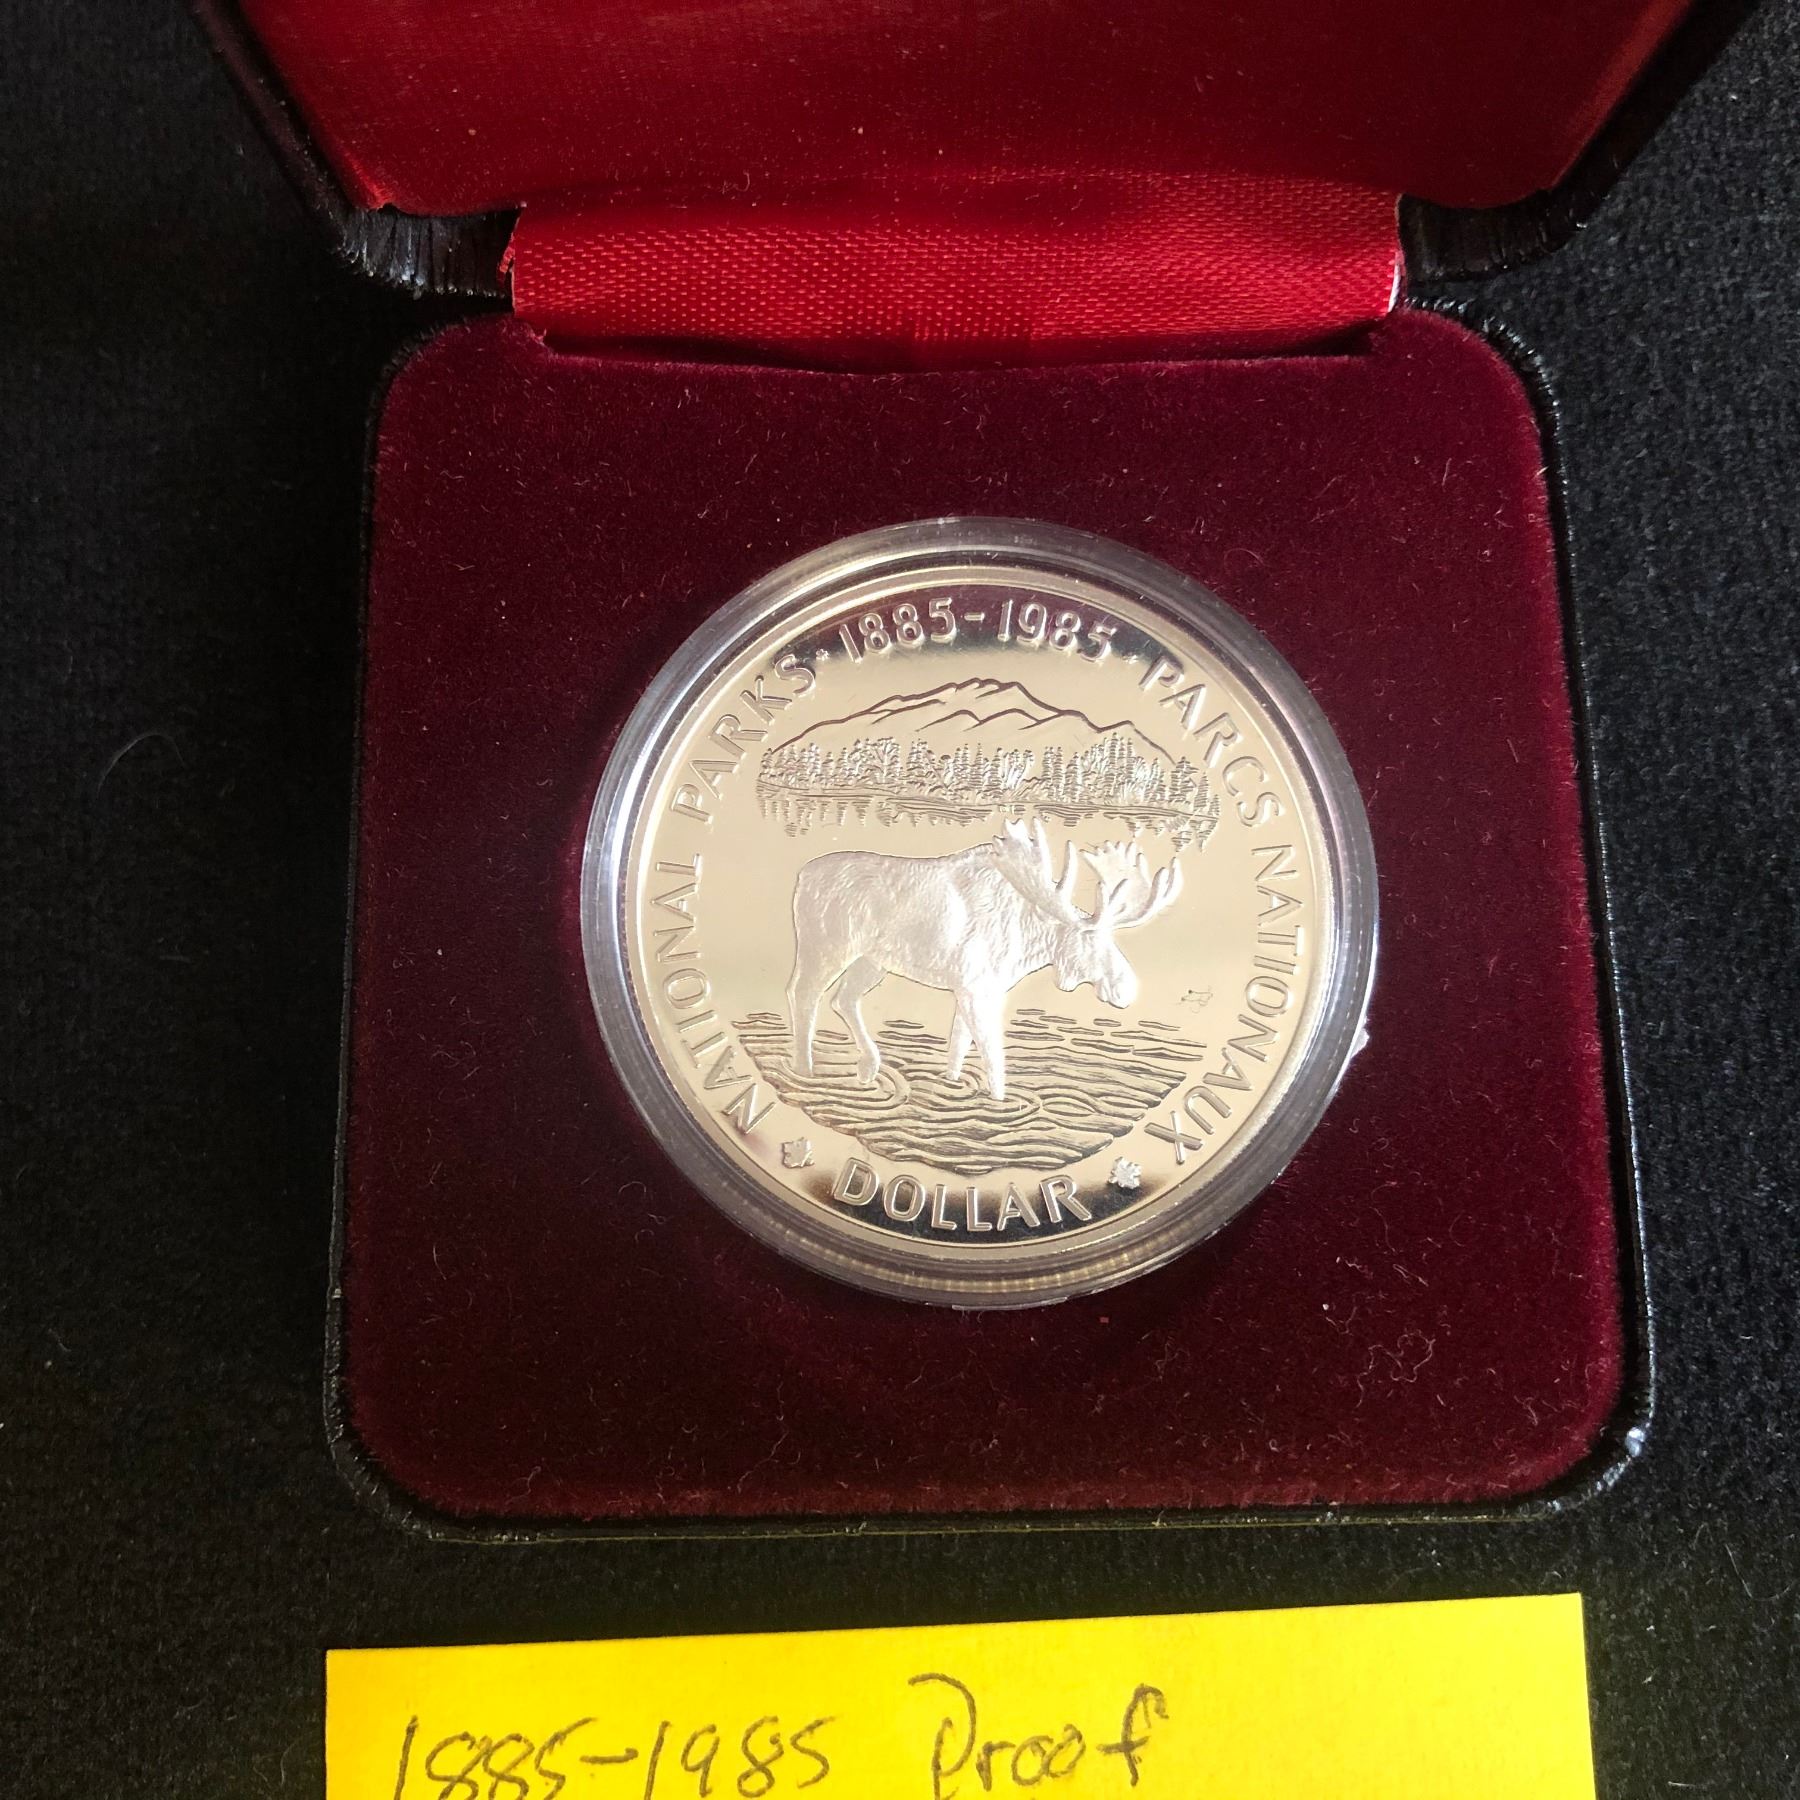 NATIONAL PARKS · 1885-1985 · PARCS NATIONAUX
DOLLAR
1885-1985 Proof